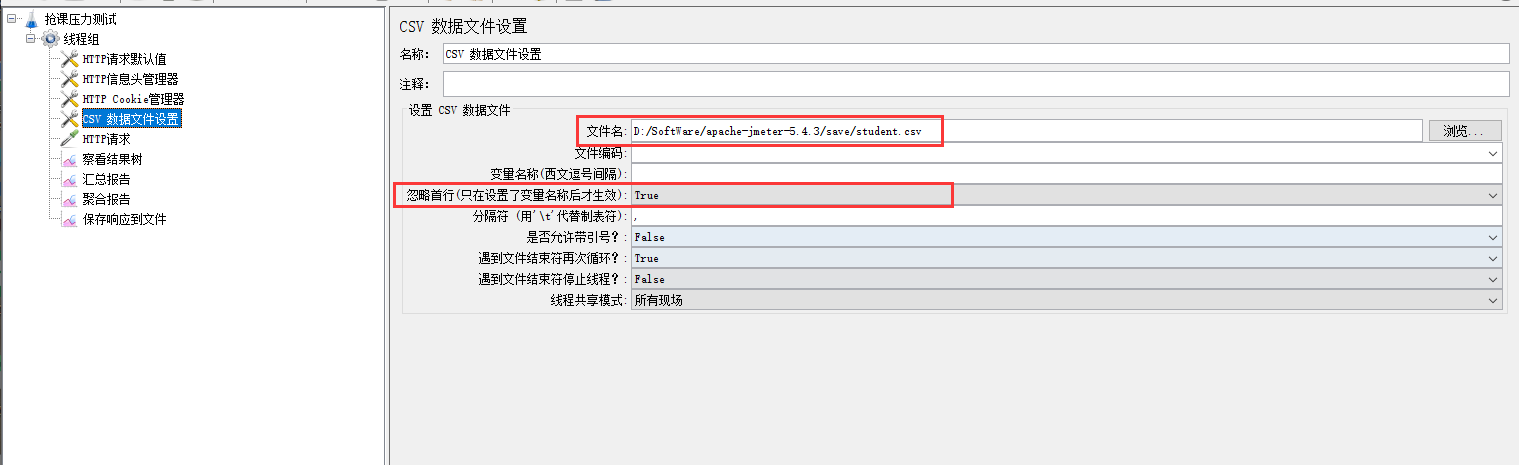 抢课压力测试
线程组
HTTP请求默认值
HTTP信息头管理器
HTTP Cookie管理器
CSV 数据文件设置
HTTP请求
察看结果树
汇总报告
聚合报告
保存响应到文件
CSV 数据文件设置
名称: CSV 数据文件设置
注释:
设置 CSV 数据文件
文件名: D:/SoftWare/apache-jmeter-5.4.3/save/student.csv 浏览...
文件编码:
变量名称(西文逗号间隔):
忽略首行(只在设置了变量名称后才生效): True
分隔符 (用'\t'代替制表符): ,
是否允许带引号?: False
遇到文件结束符再次循环?: True
遇到文件结束符停止线程?: False
线程共享模式: 所有现场